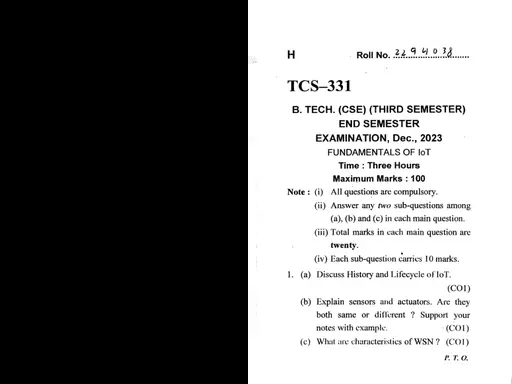 H Roll No. 2294038
TCS–331
B. TECH. (CSE) (THIRD SEMESTER)
END SEMESTER
EXAMINATION, Dec., 2023
FUNDAMENTALS OF IoT
Time : Three Hours
Maximum Marks : 100
Note : (i) All questions are compulsory.
(ii) Answer any two sub-questions among
(a), (b) and (c) in each main question.
(iii) Total marks in each main question are
twenty.
(iv) Each sub-question carries 10 marks.
1. (a) Discuss History and Lifecycle of IoT.
(CO1)
(b) Explain sensors and actuators. Are they
both same or different ? Support your
notes with example. (CO1)
(c) What are characteristics of WSN ? (CO1)
P. T. O.